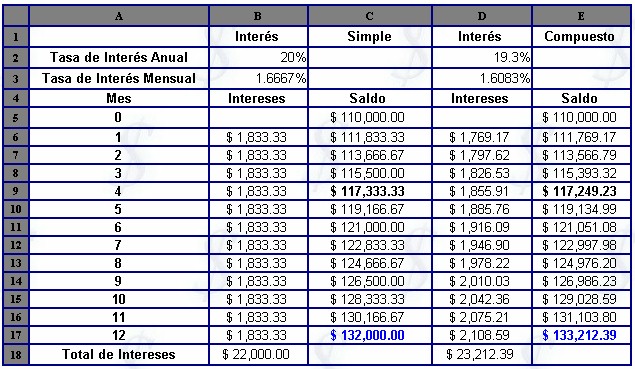 A B C D E
1 Interés Simple Interés Compuesto
2 Tasa de Interés Anual 20% 19.3%
3 Tasa de Interés Mensual 1.6667% 1.6083%
4 Mes Intereses Saldo Intereses Saldo
5 0 $ 110,000.00 $ 110,000.00
6 1 $ 1,833.33 $ 111,833.33 $ 1,769.17 $ 111,769.17
7 2 $ 1,833.33 $ 113,666.67 $ 1,797.62 $ 113,566.79
8 3 $ 1,833.33 $ 115,500.00 $ 1,826.53 $ 115,393.32
9 4 $ 1,833.33 $ 117,333.33 $ 1,855.91 $ 117,249.23
10 5 $ 1,833.33 $ 119,166.67 $ 1,885.76 $ 119,134.99
11 6 $ 1,833.33 $ 121,000.00 $ 1,916.09 $ 121,051.08
12 7 $ 1,833.33 $ 122,833.33 $ 1,946.90 $ 122,997.98
13 8 $ 1,833.33 $ 124,666.67 $ 1,978.22 $ 124,976.20
14 9 $ 1,833.33 $ 126,500.00 $ 2,010.03 $ 126,986.23
15 10 $ 1,833.33 $ 128,333.33 $ 2,042.36 $ 129,028.59
16 11 $ 1,833.33 $ 130,166.67 $ 2,075.21 $ 131,103.80
17 12 $ 1,833.33 $ 132,000.00 $ 2,108.59 $ 133,212.39
18 Total de Intereses $ 22,000.00 $ 23,212.39